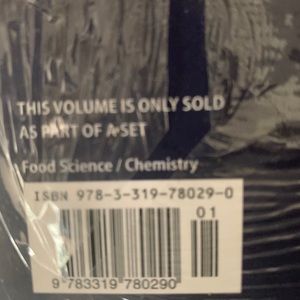 THIS VOLUME IS ONLY SOLD
AS PART OF A SET
Food Science / Chemistry
ISBN 978-3-319-78029-0
01
9 783319 780290